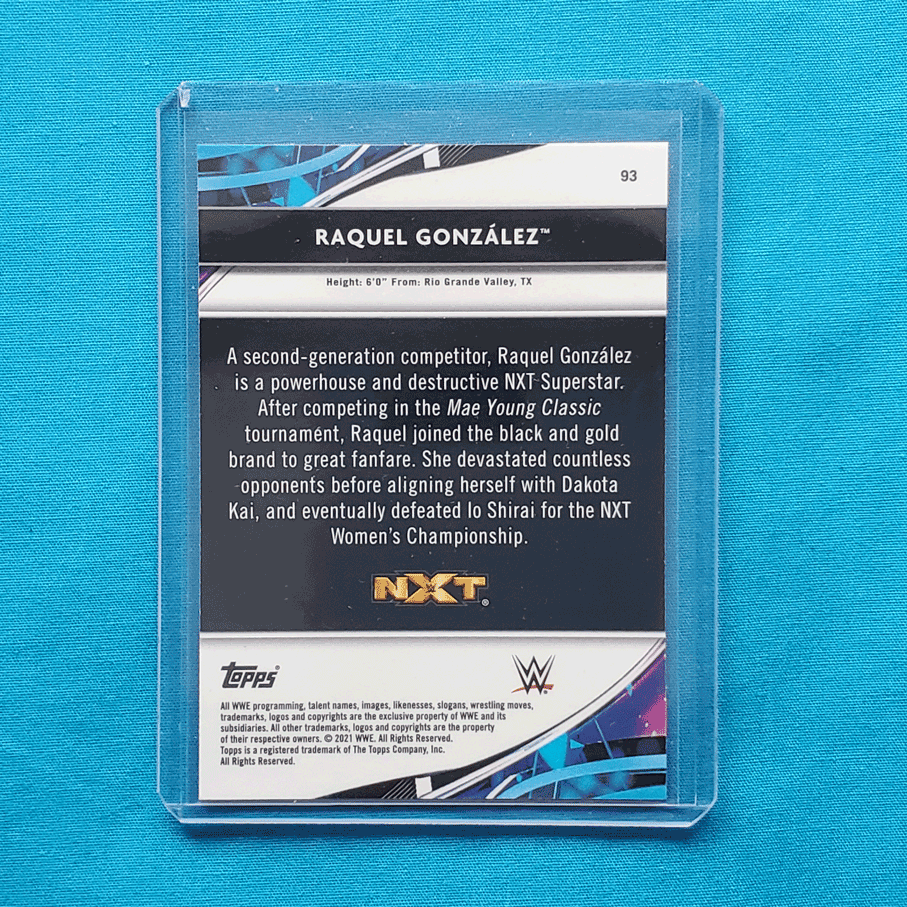 93
RAQUEL GONZÁLEZ™
Height: 6'0" From: Rio Grande Valley, TX
A second-generation competitor, Raquel González
is a powerhouse and destructive NXT Superstar.
After competing in the Mae Young Classic
tournament, Raquel joined the black and gold
brand to great fanfare. She devastated countless
opponents before aligning herself with Dakota
Kai, and eventually defeated Io Shirai for the NXT
Women's Championship.
NXT®
Topps®
W®
All WWE programming, talent names, images, likenesses, slogans, wrestling moves,
trademarks, logos and copyrights are the exclusive property of WWE and its
subsidiaries. All other trademarks, logos and copyrights are the property
of their respective owners. © 2021 WWE. All Rights Reserved.
Topps is a registered trademark of The Topps Company, Inc.
All Rights Reserved.